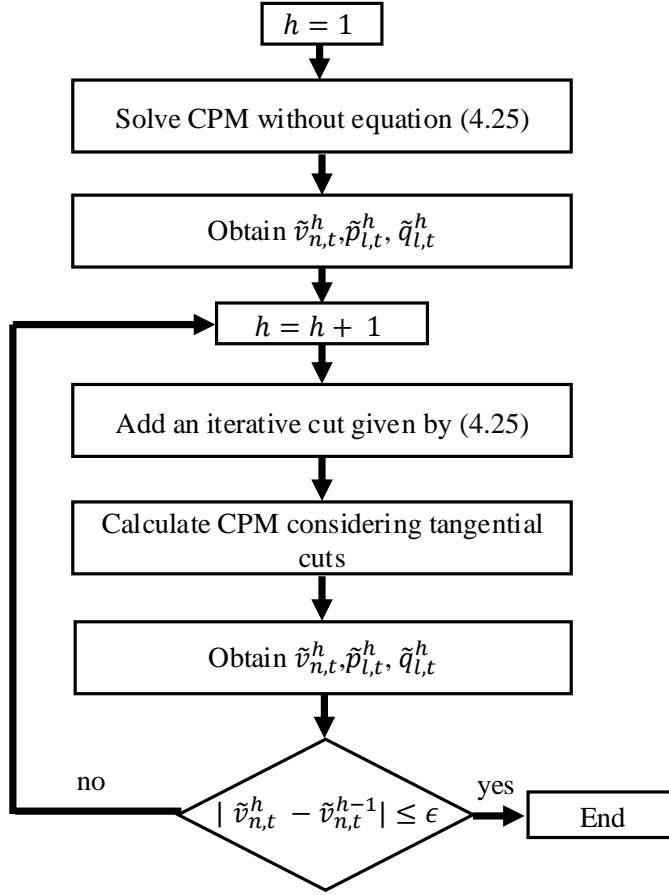 h = 1
Solve CPM without equation (4.25)
Obtain ṽ^h_{n,t},p̃^h_{l,t}, q̃^h_{l,t}
h = h + 1
Add an iterative cut given by (4.25)
Calculate CPM considering tangential
cuts
Obtain ṽ^h_{n,t},p̃^h_{l,t}, q̃^h_{l,t}
no
| ṽ^h_{n,t} − ṽ^{h−1}_{n,t}| ≤ ϵ
yes
End